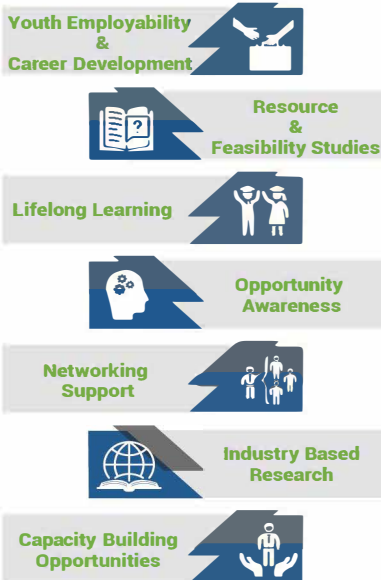 Youth Employability
&
Career Development
Resource
&
Feasibility Studies
Lifelong Learning
Opportunity
Awareness
Networking
Support
Industry Based
Research
Capacity Building
Opportunities
?